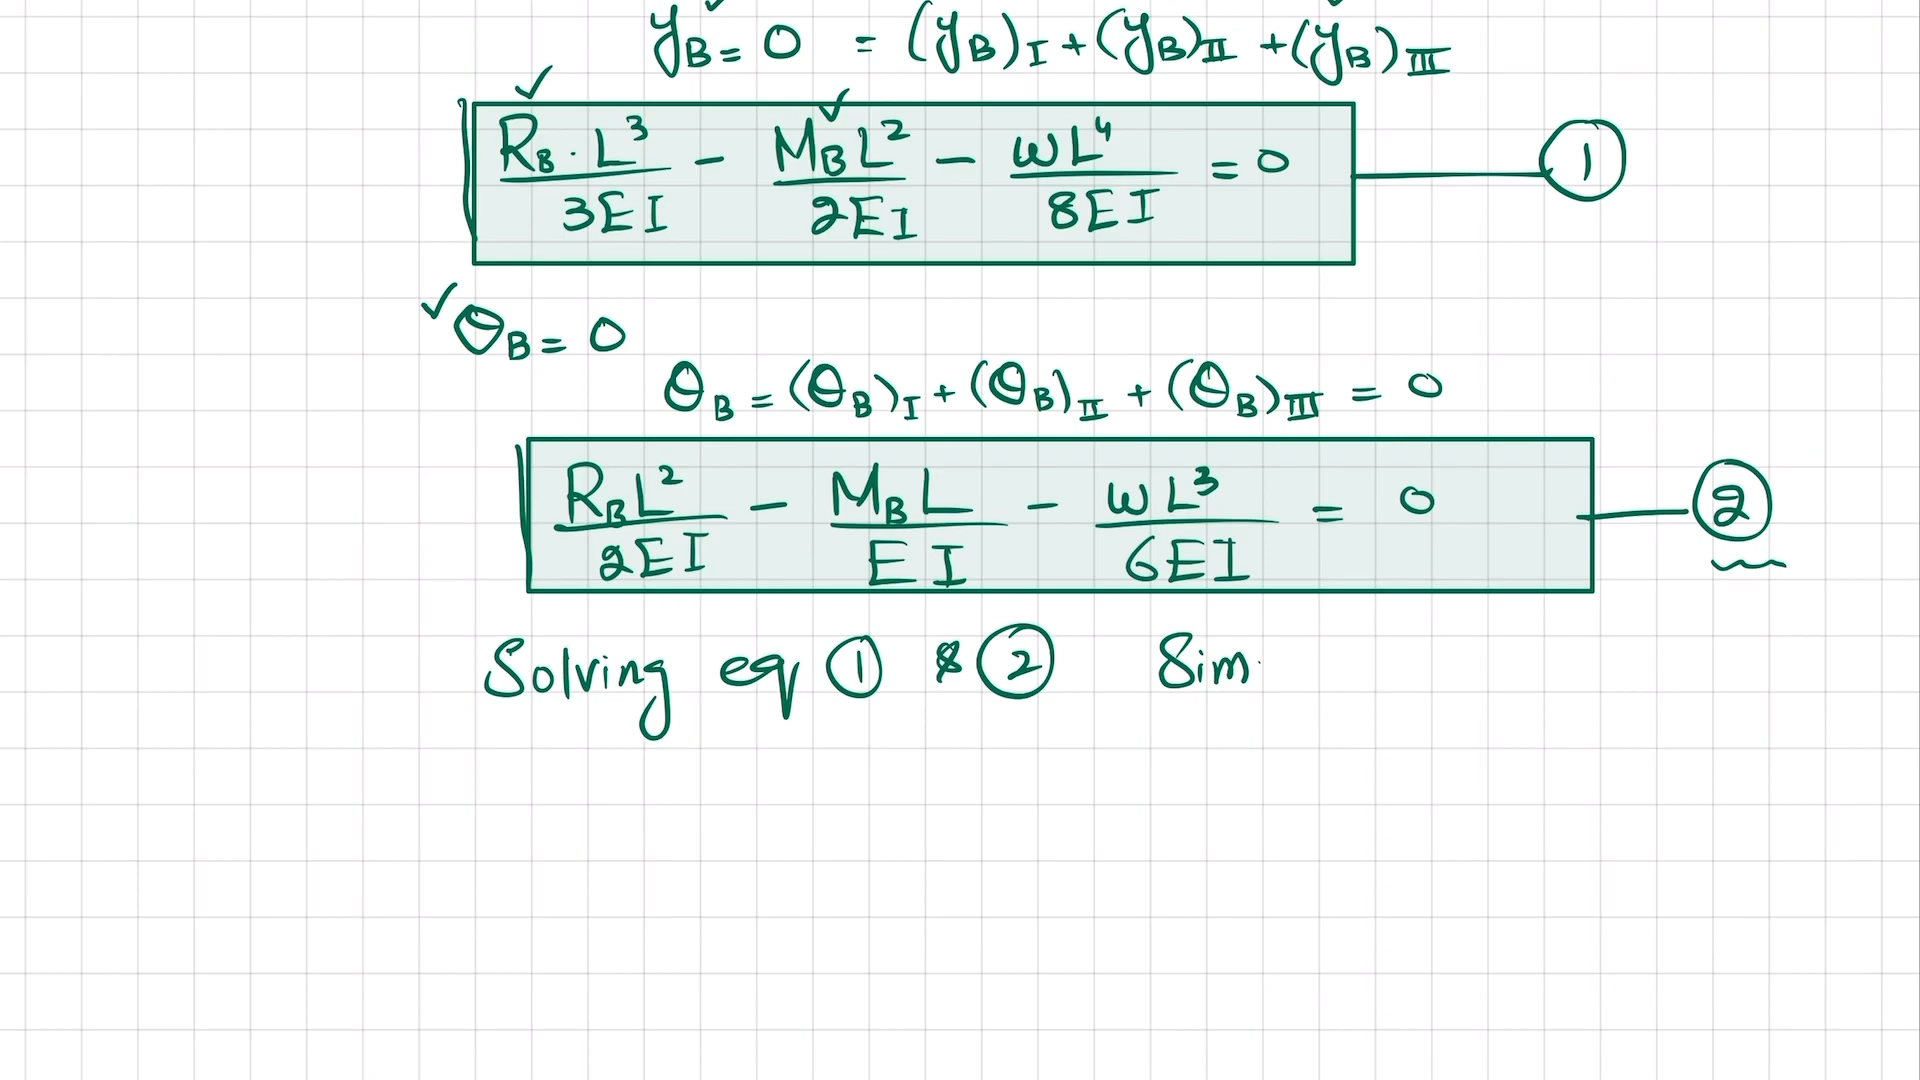 y_B = 0 = (y_B)_I + (y_B)_II + (y_B)_III
R_B · L³ / 3EI − M_B L² / 2EI − wL⁴ / 8EI = 0 ——— ①
✓ θ_B = 0
θ_B = (θ_B)_I + (θ_B)_II + (θ_B)_III = 0
R_B L² / 2EI − M_B L / EI − wL³ / 6EI = 0 — ②
Solving eq ① & ② Sim